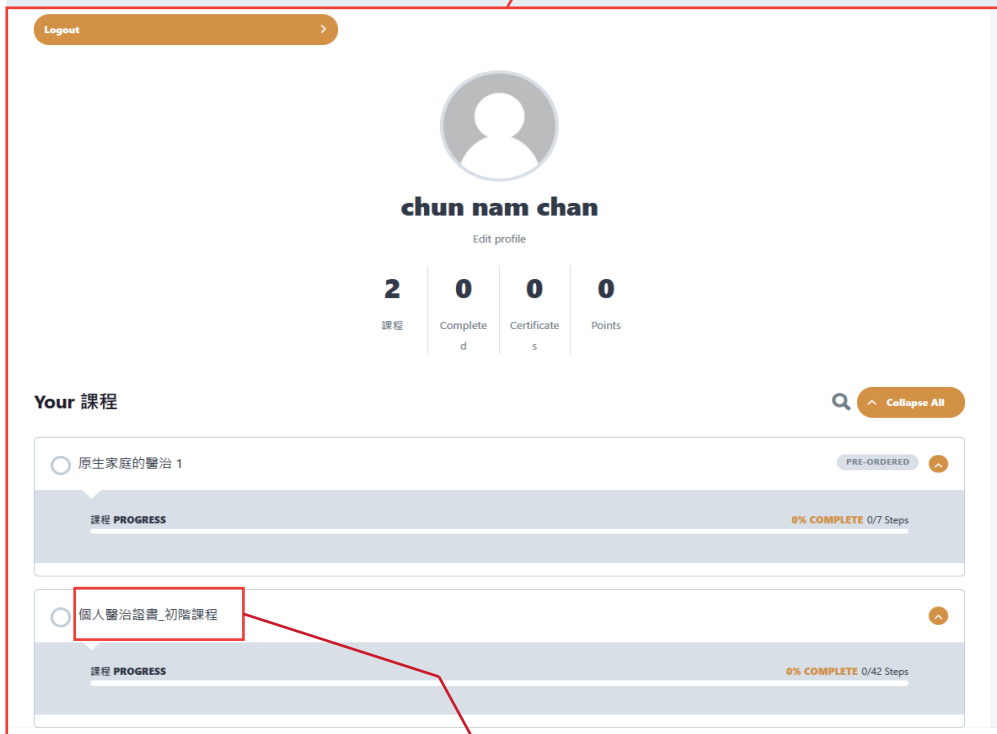 Logout
chun nam chan
Edit profile
2 0 0 0
課程 Complete Certificate Points
d s
Your 課程
Collapse All
原生家庭的醫治 1 PRE-ORDERED
課程 PROGRESS 0% COMPLETE 0/7 Steps
個人醫治證書_初階課程
課程 PROGRESS 0% COMPLETE 0/42 Steps